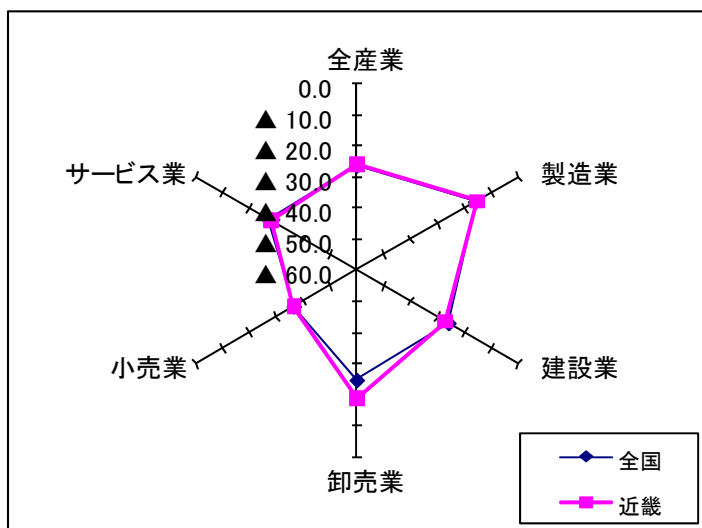 全産業
0.0
▲ 10.0
▲ 20.0
▲ 30.0
▲ 40.0
▲ 50.0
▲ 60.0
サービス業
製造業
小売業
建設業
卸売業
全国
近畿